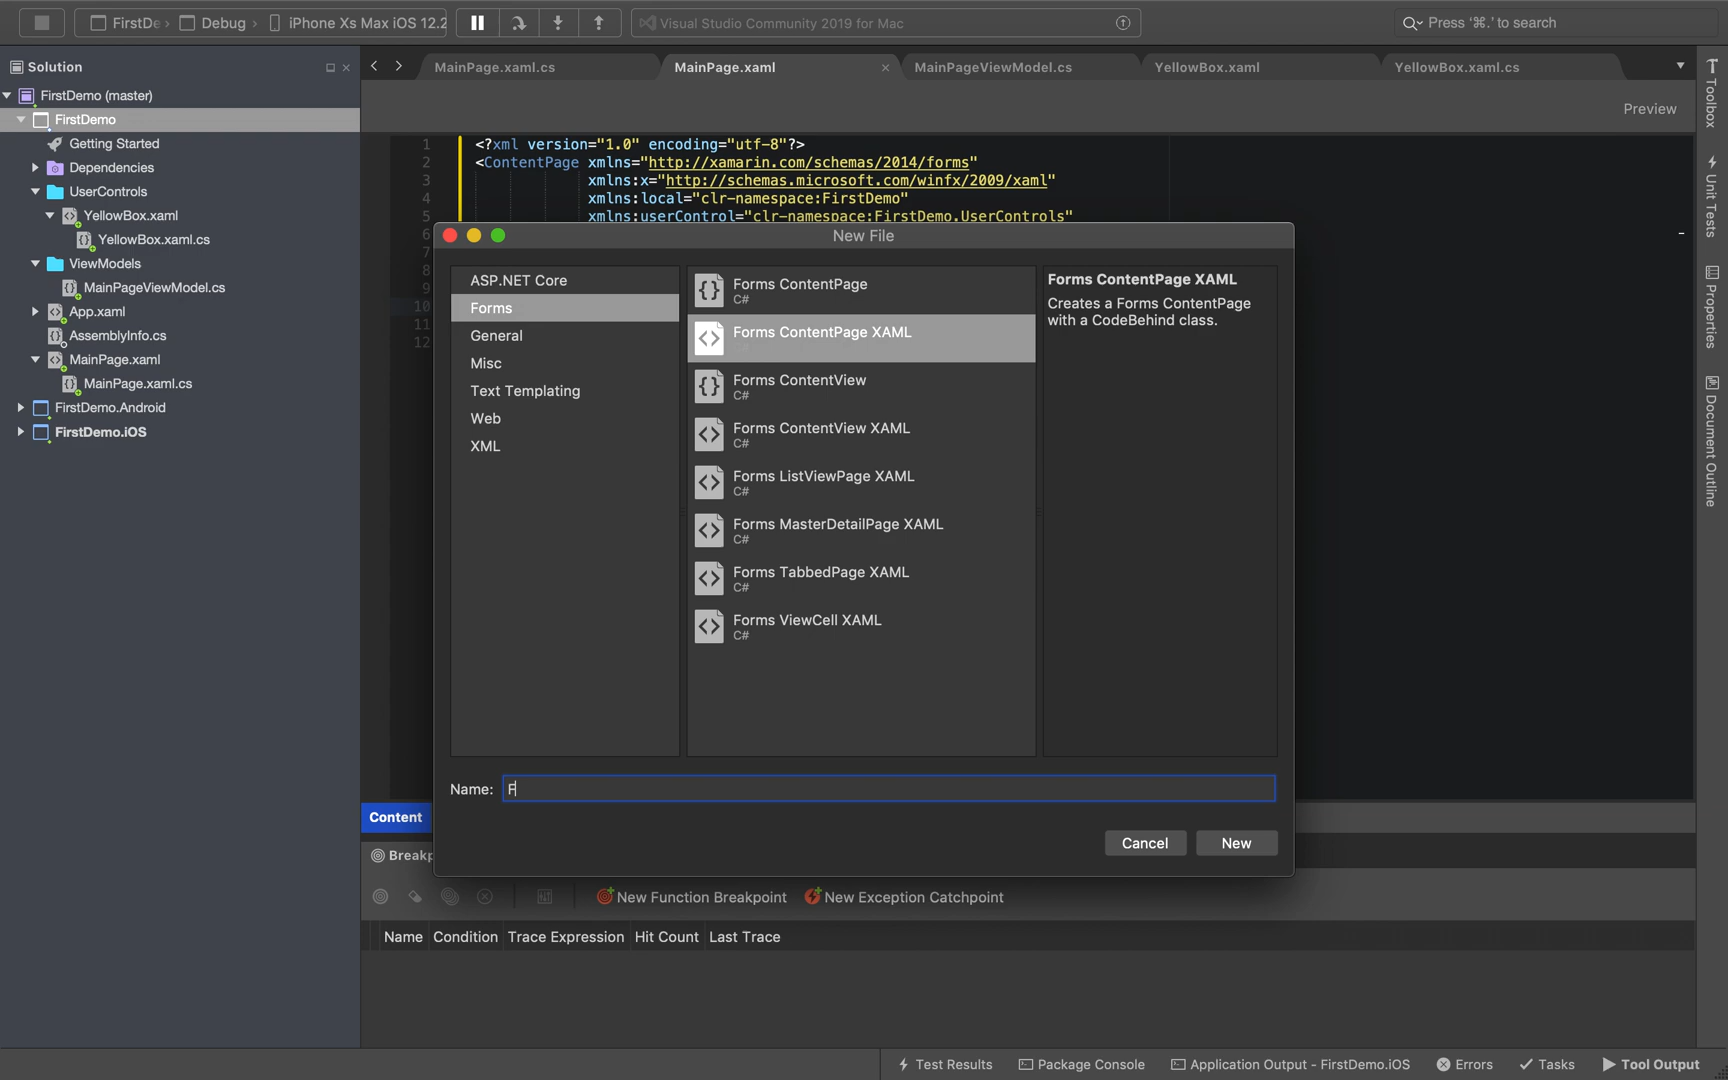 FirstDe > Debug > iPhone Xs Max iOS 12.2
Visual Studio Community 2019 for Mac
Press '⌘.' to search
Solution
FirstDemo (master)
FirstDemo
Getting Started
Dependencies
UserControls
YellowBox.xaml
YellowBox.xaml.cs
ViewModels
MainPageViewModel.cs
App.xaml
AssemblyInfo.cs
MainPage.xaml
MainPage.xaml.cs
FirstDemo.Android
FirstDemo.iOS
MainPage.xaml.cs
MainPage.xaml
MainPageViewModel.cs
YellowBox.xaml
YellowBox.xaml.cs
Preview
1 <?xml version="1.0" encoding="utf-8"?>
2 <ContentPage xmlns="http://xamarin.com/schemas/2014/forms"
3 xmlns:x="http://schemas.microsoft.com/winfx/2009/xaml"
4 xmlns:local="clr-namespace:FirstDemo"
5 xmlns:userControl="clr-namespace:FirstDemo.UserControls"
6
7
8
9
10
11
12
New File
ASP.NET Core
Forms
General
Misc
Text Templating
Web
XML
Forms ContentPage
C#
Forms ContentPage XAML
Forms ContentView
C#
Forms ContentView XAML
C#
Forms ListViewPage XAML
C#
Forms MasterDetailPage XAML
C#
Forms TabbedPage XAML
C#
Forms ViewCell XAML
C#
Forms ContentPage XAML
Creates a Forms ContentPage
with a CodeBehind class.
Name: F
Cancel
New
Content
Breakp
New Function Breakpoint
New Exception Catchpoint
Name Condition Trace Expression Hit Count Last Trace
Toolbox
Unit Tests
Properties
Document Outline
Test Results
Package Console
Application Output - FirstDemo.iOS
Errors
Tasks
Tool Output